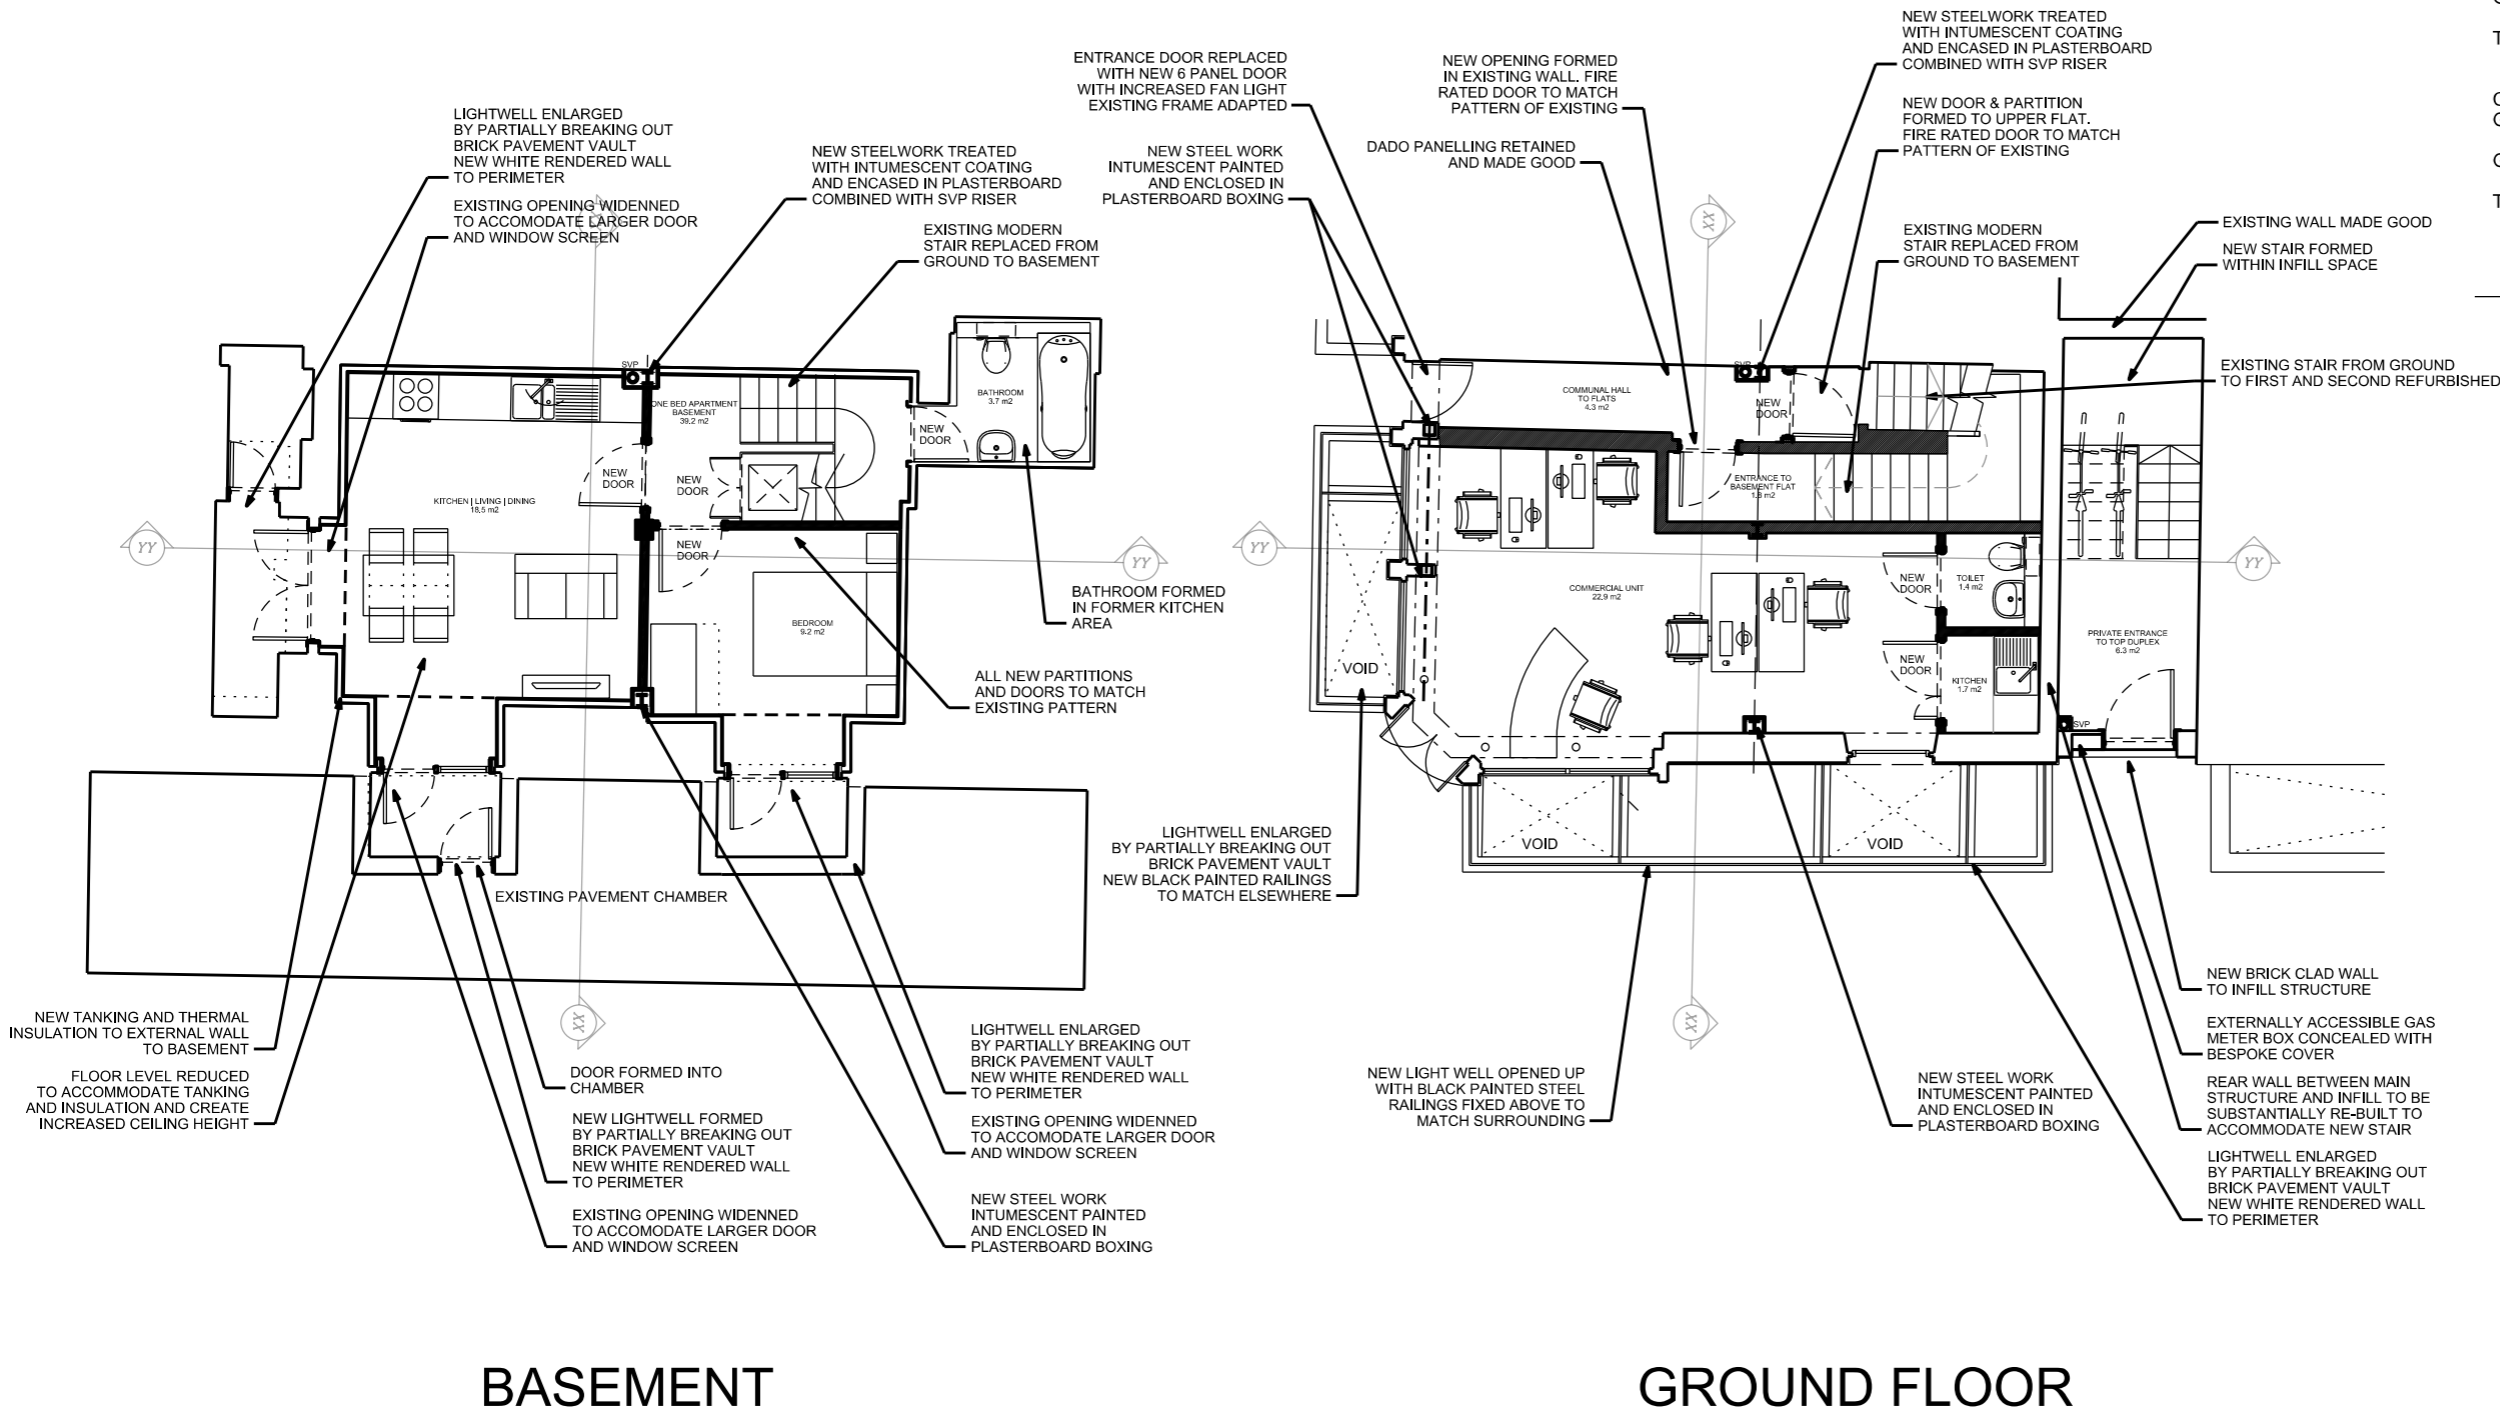 LIGHTWELL ENLARGED
BY PARTIALLY BREAKING OUT
BRICK PAVEMENT VAULT
NEW WHITE RENDERED WALL
TO PERIMETER
EXISTING OPENING WIDENNED
TO ACCOMODATE LARGER DOOR
AND WINDOW SCREEN
NEW STEELWORK TREATED
WITH INTUMESCENT COATING
AND ENCASED IN PLASTERBOARD
COMBINED WITH SVP RISER
EXISTING MODERN
STAIR REPLACED FROM
GROUND TO BASEMENT
XX
SVP
ONE BED APARTMENT
BASEMENT
39.2 m2
BATHROOM
3.7 m2
NEW
DOOR
NEW
DOOR
NEW
DOOR
KITCHEN | LIVING | DINING
18.5 m2
NEW
DOOR
YY
YY
BEDROOM
9.2 m2
BATHROOM FORMED
IN FORMER KITCHEN
AREA
ALL NEW PARTITIONS
AND DOORS TO MATCH
EXISTING PATTERN
EXISTING PAVEMENT CHAMBER
XX
NEW TANKING AND THERMAL
INSULATION TO EXTERNAL WALL
TO BASEMENT
FLOOR LEVEL REDUCED
TO ACCOMMODATE TANKING
AND INSULATION AND CREATE
INCREASED CEILING HEIGHT
DOOR FORMED INTO
CHAMBER
NEW LIGHTWELL FORMED
BY PARTIALLY BREAKING OUT
BRICK PAVEMENT VAULT
NEW WHITE RENDERED WALL
TO PERIMETER
EXISTING OPENING WIDENNED
TO ACCOMODATE LARGER DOOR
AND WINDOW SCREEN
LIGHTWELL ENLARGED
BY PARTIALLY BREAKING OUT
BRICK PAVEMENT VAULT
NEW WHITE RENDERED WALL
TO PERIMETER
EXISTING OPENING WIDENNED
TO ACCOMODATE LARGER DOOR
AND WINDOW SCREEN
NEW STEEL WORK
INTUMESCENT PAINTED
AND ENCLOSED IN
PLASTERBOARD BOXING
BASEMENT
ENTRANCE DOOR REPLACED
WITH NEW 6 PANEL DOOR
WITH INCREASED FAN LIGHT
EXISTING FRAME ADAPTED
NEW STEEL WORK
INTUMESCENT PAINTED
AND ENCLOSED IN
PLASTERBOARD BOXING
NEW OPENING FORMED
IN EXISTING WALL. FIRE
RATED DOOR TO MATCH
PATTERN OF EXISTING
DADO PANELLING RETAINED
AND MADE GOOD
NEW STEELWORK TREATED
WITH INTUMESCENT COATING
AND ENCASED IN PLASTERBOARD
COMBINED WITH SVP RISER
NEW DOOR & PARTITION
FORMED TO UPPER FLAT.
FIRE RATED DOOR TO MATCH
PATTERN OF EXISTING
EXISTING MODERN
STAIR REPLACED FROM
GROUND TO BASEMENT
EXISTING WALL MADE GOOD
NEW STAIR FORMED
WITHIN INFILL SPACE
EXISTING STAIR FROM GROUND
TO FIRST AND SECOND REFURBISHED
XX
SVP
COMMUNAL HALL
TO FLATS
4.3 m2
NEW
DOOR
ENTRANCE TO
BASEMENT FLAT
YY
YY
COMMERCIAL UNIT
22.9 m2
NEW
DOOR
TOILET
1.4 m2
NEW
DOOR
KITCHEN
1.7 m2
PRIVATE ENTRANCE
TO TOP DUPLEX
6.3 m2
SVP
VOID
VOID
VOID
XX
LIGHTWELL ENLARGED
BY PARTIALLY BREAKING OUT
BRICK PAVEMENT VAULT
NEW BLACK PAINTED RAILINGS
TO MATCH ELSEWHERE
NEW LIGHT WELL OPENED UP
WITH BLACK PAINTED STEEL
RAILINGS FIXED ABOVE TO
MATCH SURROUNDING
NEW STEEL WORK
INTUMESCENT PAINTED
AND ENCLOSED IN
PLASTERBOARD BOXING
NEW BRICK CLAD WALL
TO INFILL STRUCTURE
EXTERNALLY ACCESSIBLE GAS
METER BOX CONCEALED WITH
BESPOKE COVER
REAR WALL BETWEEN MAIN
STRUCTURE AND INFILL TO BE
SUBSTANTIALLY RE-BUILT TO
ACCOMMODATE NEW STAIR
LIGHTWELL ENLARGED
BY PARTIALLY BREAKING OUT
BRICK PAVEMENT VAULT
NEW WHITE RENDERED WALL
TO PERIMETER
GROUND FLOOR